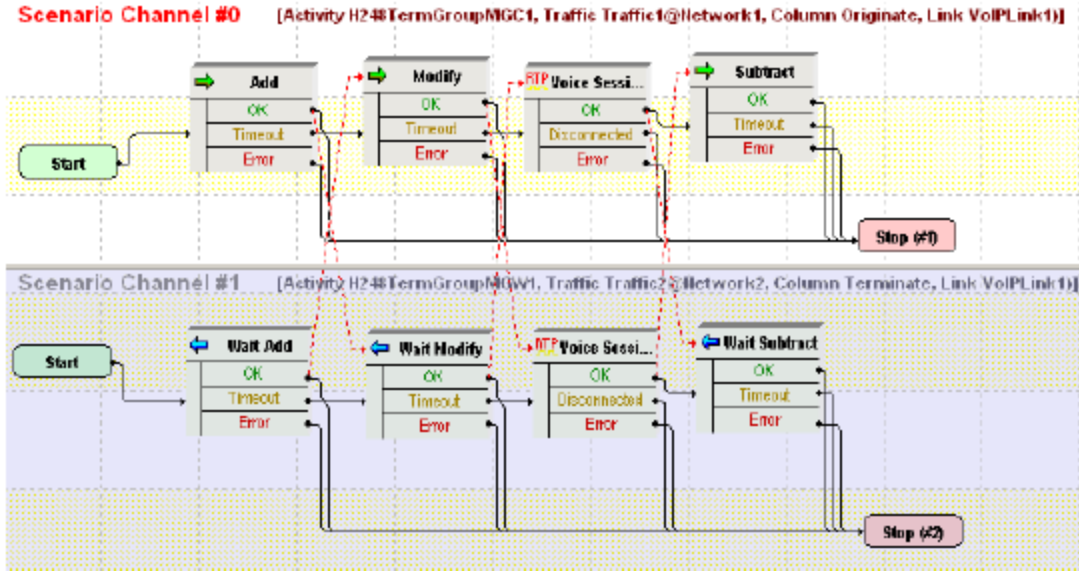 Scenario Channel #0 [Activity H248TermGroupMGC1, Traffic Traffic1@Network1, Column Originate, Link VoIPLink1)]
Add
OK
Timeout
Error
Modify
OK
Timeout
Error
RTP Voice Sessi...
OK
Disconnected
Error
Subtract
OK
Timeout
Error
Start
Stop (#1)
Scenario Channel #1 [Activity H248TermGroupMGW1, Traffic Traffic2@Network2, Column Terminate, Link VoIPLink1)]
Wait Add
OK
Timeout
Error
Wait Modify
OK
Timeout
Error
RTP Voice Sessi...
OK
Disconnected
Error
Wait Subtract
OK
Timeout
Error
Start
Stop (#2)